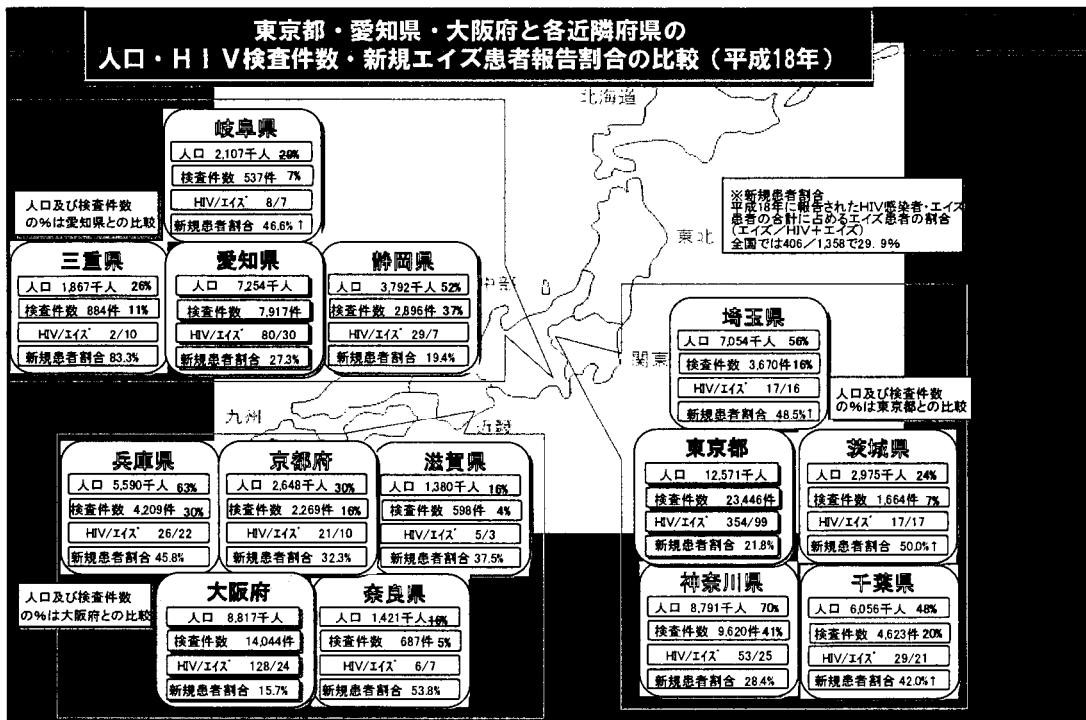 東京都・愛知県・大阪府と各近隣府県の
人口・HIV検査件数・新規エイズ患者報告割合の比較（平成18年）
北海道
岐阜県
人口 2,107千人 29%
検査件数 537件 7%
HIV/エイズ 8/7
新規患者割合 46.6%↑
人口及び検査件数
の%は愛知県との比較
※新規患者割合
平成18年に報告されたHIV感染者・エイズ
患者の合計に占めるエイズ患者の割合
(エイズ／HIV＋エイズ)
全国では406／1,358で29.9%
東北
三重県
人口 1,867千人 26%
検査件数 884件 11%
HIV/エイズ 2/10
新規患者割合 83.3%
愛知県
人口 7,254千人
検査件数 7,917件
HIV/エイズ 80/30
新規患者割合 27.3%
静岡県
人口 3,792千人 52%
検査件数 2,896件 37%
HIV/エイズ 29/7
新規患者割合 19.4%
中部
関東
埼玉県
人口 7,054千人 56%
検査件数 3,670件 16%
HIV/エイズ 17/16
新規患者割合 48.5%↑
人口及び検査件数
の%は東京都との比較
九州
近畿
兵庫県
人口 5,590千人 63%
検査件数 4,209件 30%
HIV/エイズ 26/22
新規患者割合 45.8%
京都府
人口 2,648千人 30%
検査件数 2,269件 16%
HIV/エイズ 21/10
新規患者割合 32.3%
滋賀県
人口 1,380千人 16%
検査件数 598件 4%
HIV/エイズ 5/3
新規患者割合 37.5%
東京都
人口 12,571千人
検査件数 23,446件
HIV/エイズ 354/99
新規患者割合 21.8%
茨城県
人口 2,975千人 24%
検査件数 1,664件 7%
HIV/エイズ 17/17
新規患者割合 50.0%↑
人口及び検査件数
の%は大阪府との比較
大阪府
人口 8,817千人
検査件数 14,044件
HIV/エイズ 128/24
新規患者割合 15.7%
奈良県
人口 1,421千人 16%
検査件数 687件 5%
HIV/エイズ 6/7
新規患者割合 53.8%
神奈川県
人口 8,791千人 70%
検査件数 9,620件 41%
HIV/エイズ 53/25
新規患者割合 28.4%
千葉県
人口 6,056千人 48%
検査件数 4,623件 20%
HIV/エイズ 29/21
新規患者割合 42.0%↑